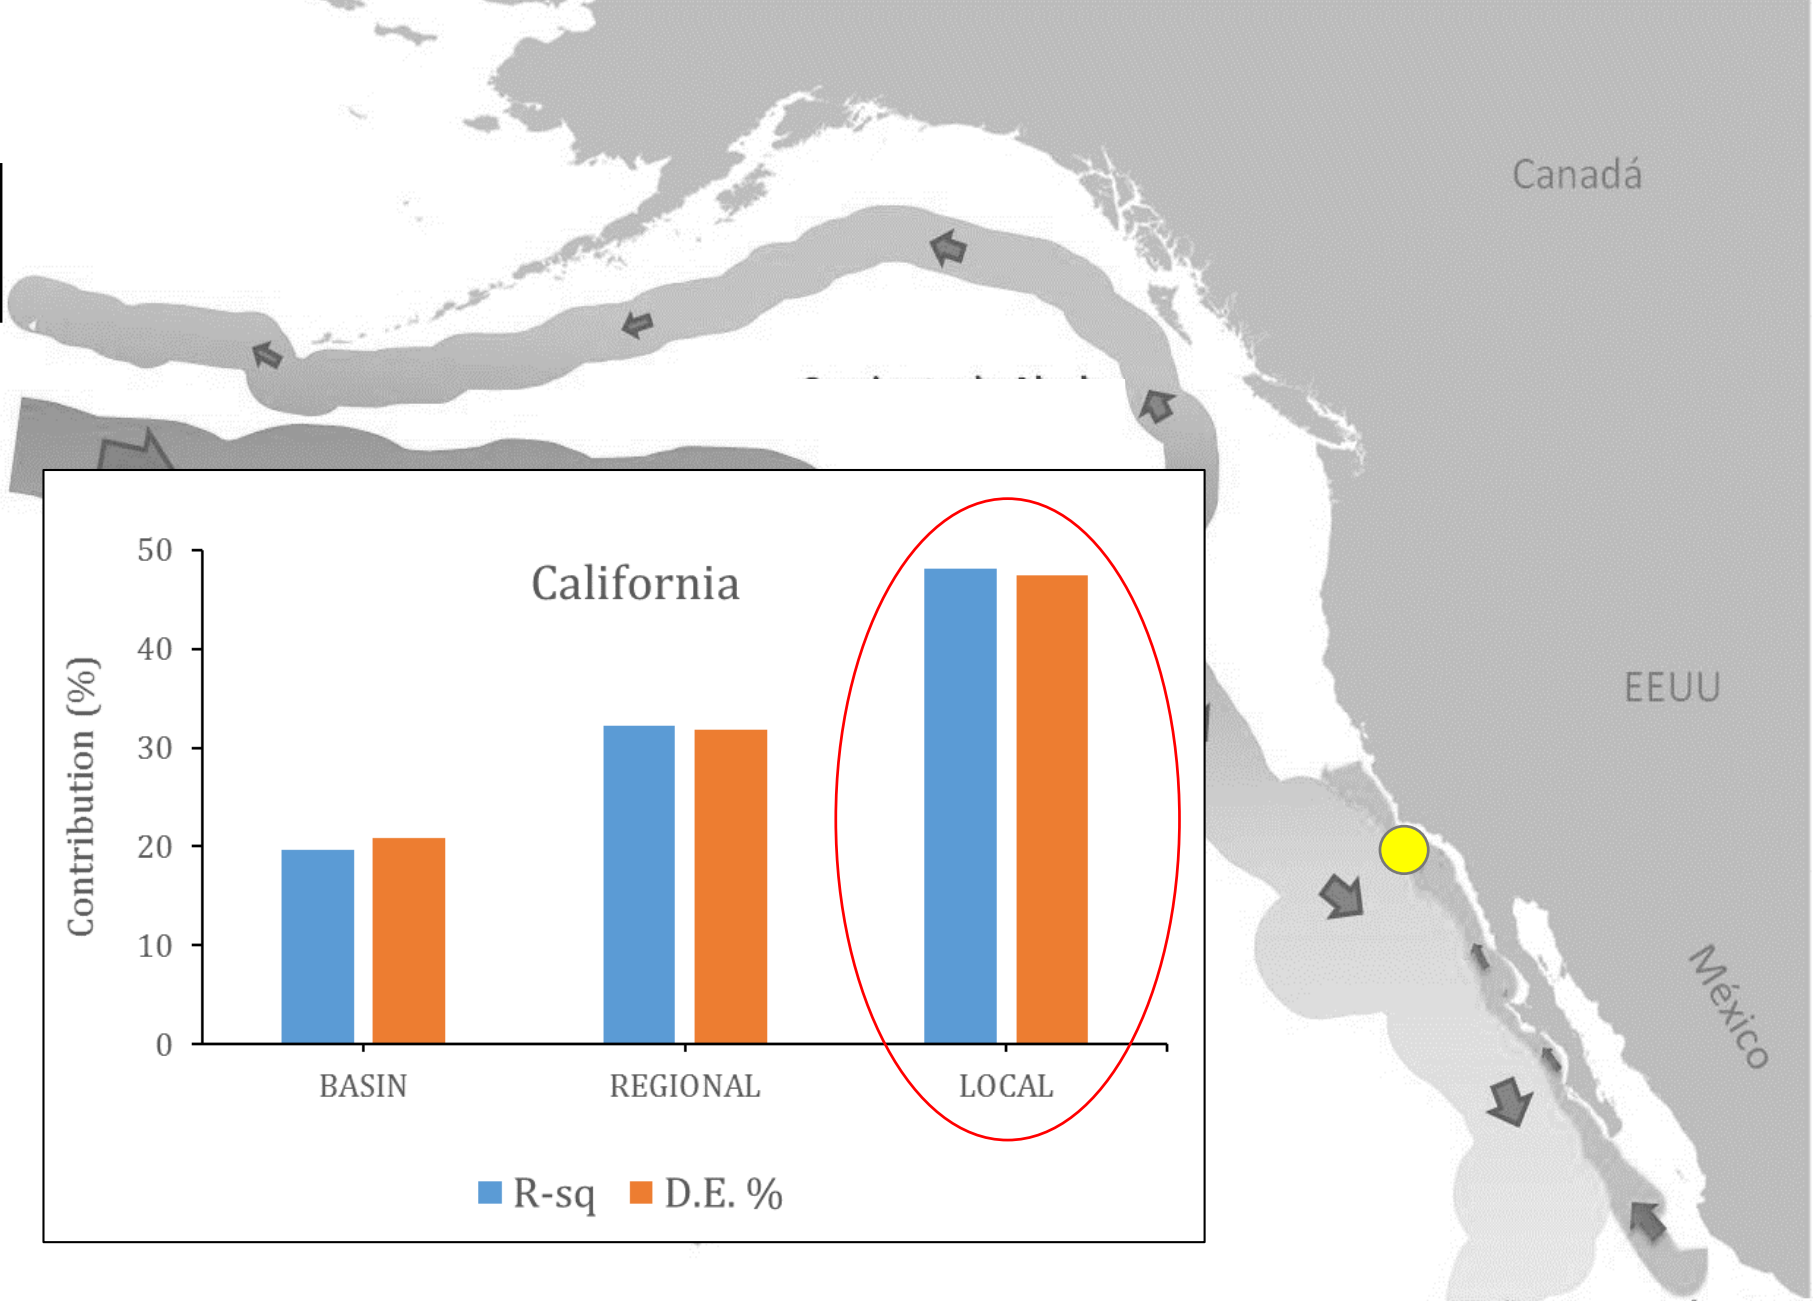 Canadá
EEUU
México
California
Contribution (%)
50
40
30
20
10
0
BASIN
REGIONAL
LOCAL
R-sq
D.E. %